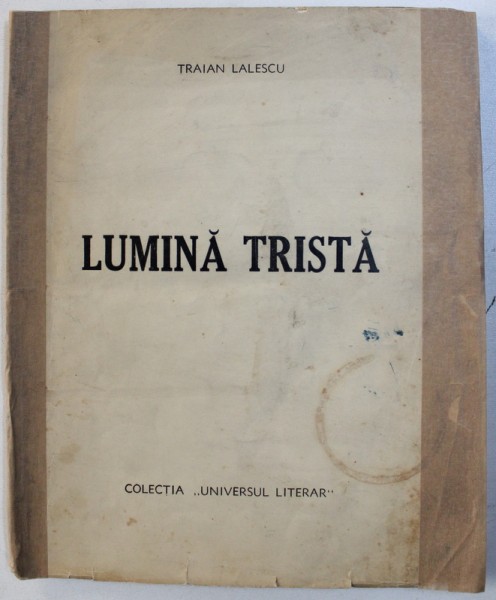 TRAIAN LALESCU
LUMINĂ TRISTĂ
COLECTIA „UNIVERSUL LITERAR"